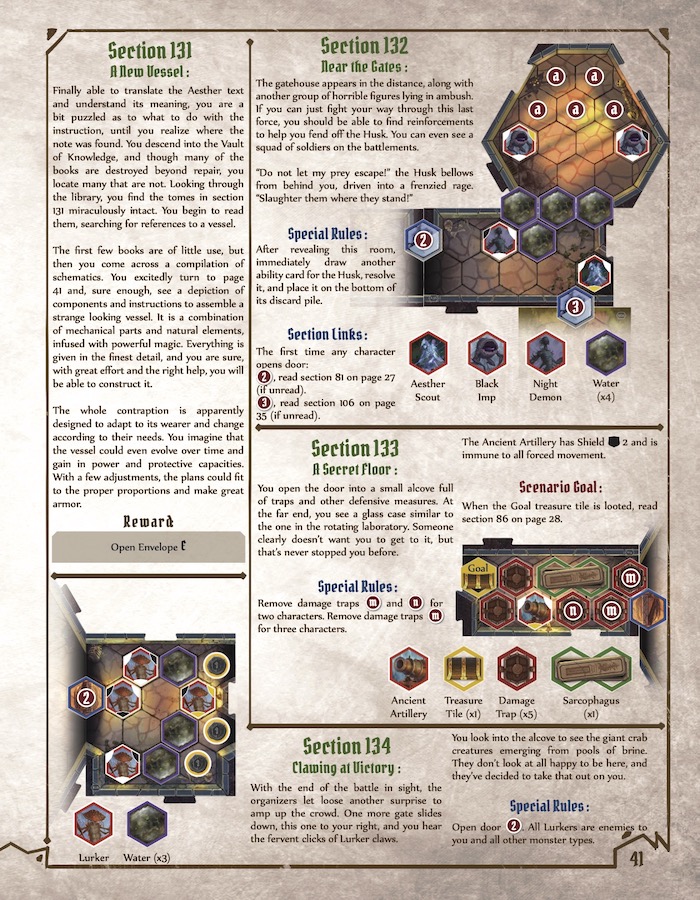 Section 131
A New Vessel:
Finally able to translate the Aesther text
and understand its meaning, you are a
bit puzzled as to what to do with the
instruction, until you realize where the
note was found. You descend into the Vault
of Knowledge, and though many of the
books are destroyed beyond repair, you
locate many that are not. Looking through
the library, you find the tomes in section
131 miraculously intact. You begin to read
them, searching for references to a vessel.
The first few books are of little use, but
then you come across a compilation of
schematics. You excitedly turn to page
41 and, sure enough, see a depiction of
components and instructions to assemble a
strange looking vessel. It is a combination
of mechanical parts and natural elements,
infused with powerful magic. Everything is
given in the finest detail, and you are sure,
with great effort and the right help, you will
be able to construct it.
The whole contraption is apparently
designed to adapt to its wearer and change
according to their needs. You imagine that
the vessel could even evolve over time and
gain in power and protective capacities.
With a few adjustments, the plans could fit
to the proper proportions and make great
armor.
Reward
Open Envelope
2
1
1
1
Lurker
Water (x3)
Section 132
Near the Gates:
The gatehouse appears in the distance, along with
another group of horrible figures lying in ambush.
If you can just fight your way through this last
force, you should be able to find reinforcements
to help you fend off the Husk. You can even see a
squad of soldiers on the battlements.
"Do not let my prey escape!" the Husk bellows
from behind you, driven into a frenzied rage.
"Slaughter them where they stand!"
Special Rules:
After revealing this room,
immediately draw another
ability card for the Husk, resolve
it, and place it on the bottom of
its discard pile.
Section Links:
The first time any character
opens door:
2, read section 81 on page 27
(if unread).
3, read section 106 on page
35 (if unread).
a a
a a a
2
3
Aesther
Scout
Black
Imp
Night
Demon
Water
(x4)
Section 133
A Secret Floor:
You open the door into a small alcove full
of traps and other defensive measures. At
the far end, you see a glass case similar to
the one in the rotating laboratory. Someone
clearly doesn't want you to get to it, but
that's never stopped you before.
Special Rules:
Remove damage traps m and n for
two characters. Remove damage traps m
for three characters.
The Ancient Artillery has Shield 2 and is
immune to all forced movement.
Scenario Goal:
When the Goal treasure tile is looted, read
section 86 on page 28.
Goal
m
n m
Ancient
Artillery
Treasure
Tile (x1)
Damage
Trap (x5)
Sarcophagus
(x1)
Section 134
Clawing at Victory:
With the end of the battle in sight, the
organizers let loose another surprise to
amp up the crowd. One more gate slides
down, this one to your right, and you hear
the fervent clicks of Lurker claws.
You look into the alcove to see the giant crab
creatures emerging from pools of brine.
They don't look at all happy to be here, and
they've decided to take that out on you.
Special Rules:
Open door 2. All Lurkers are enemies to
you and all other monster types.
41